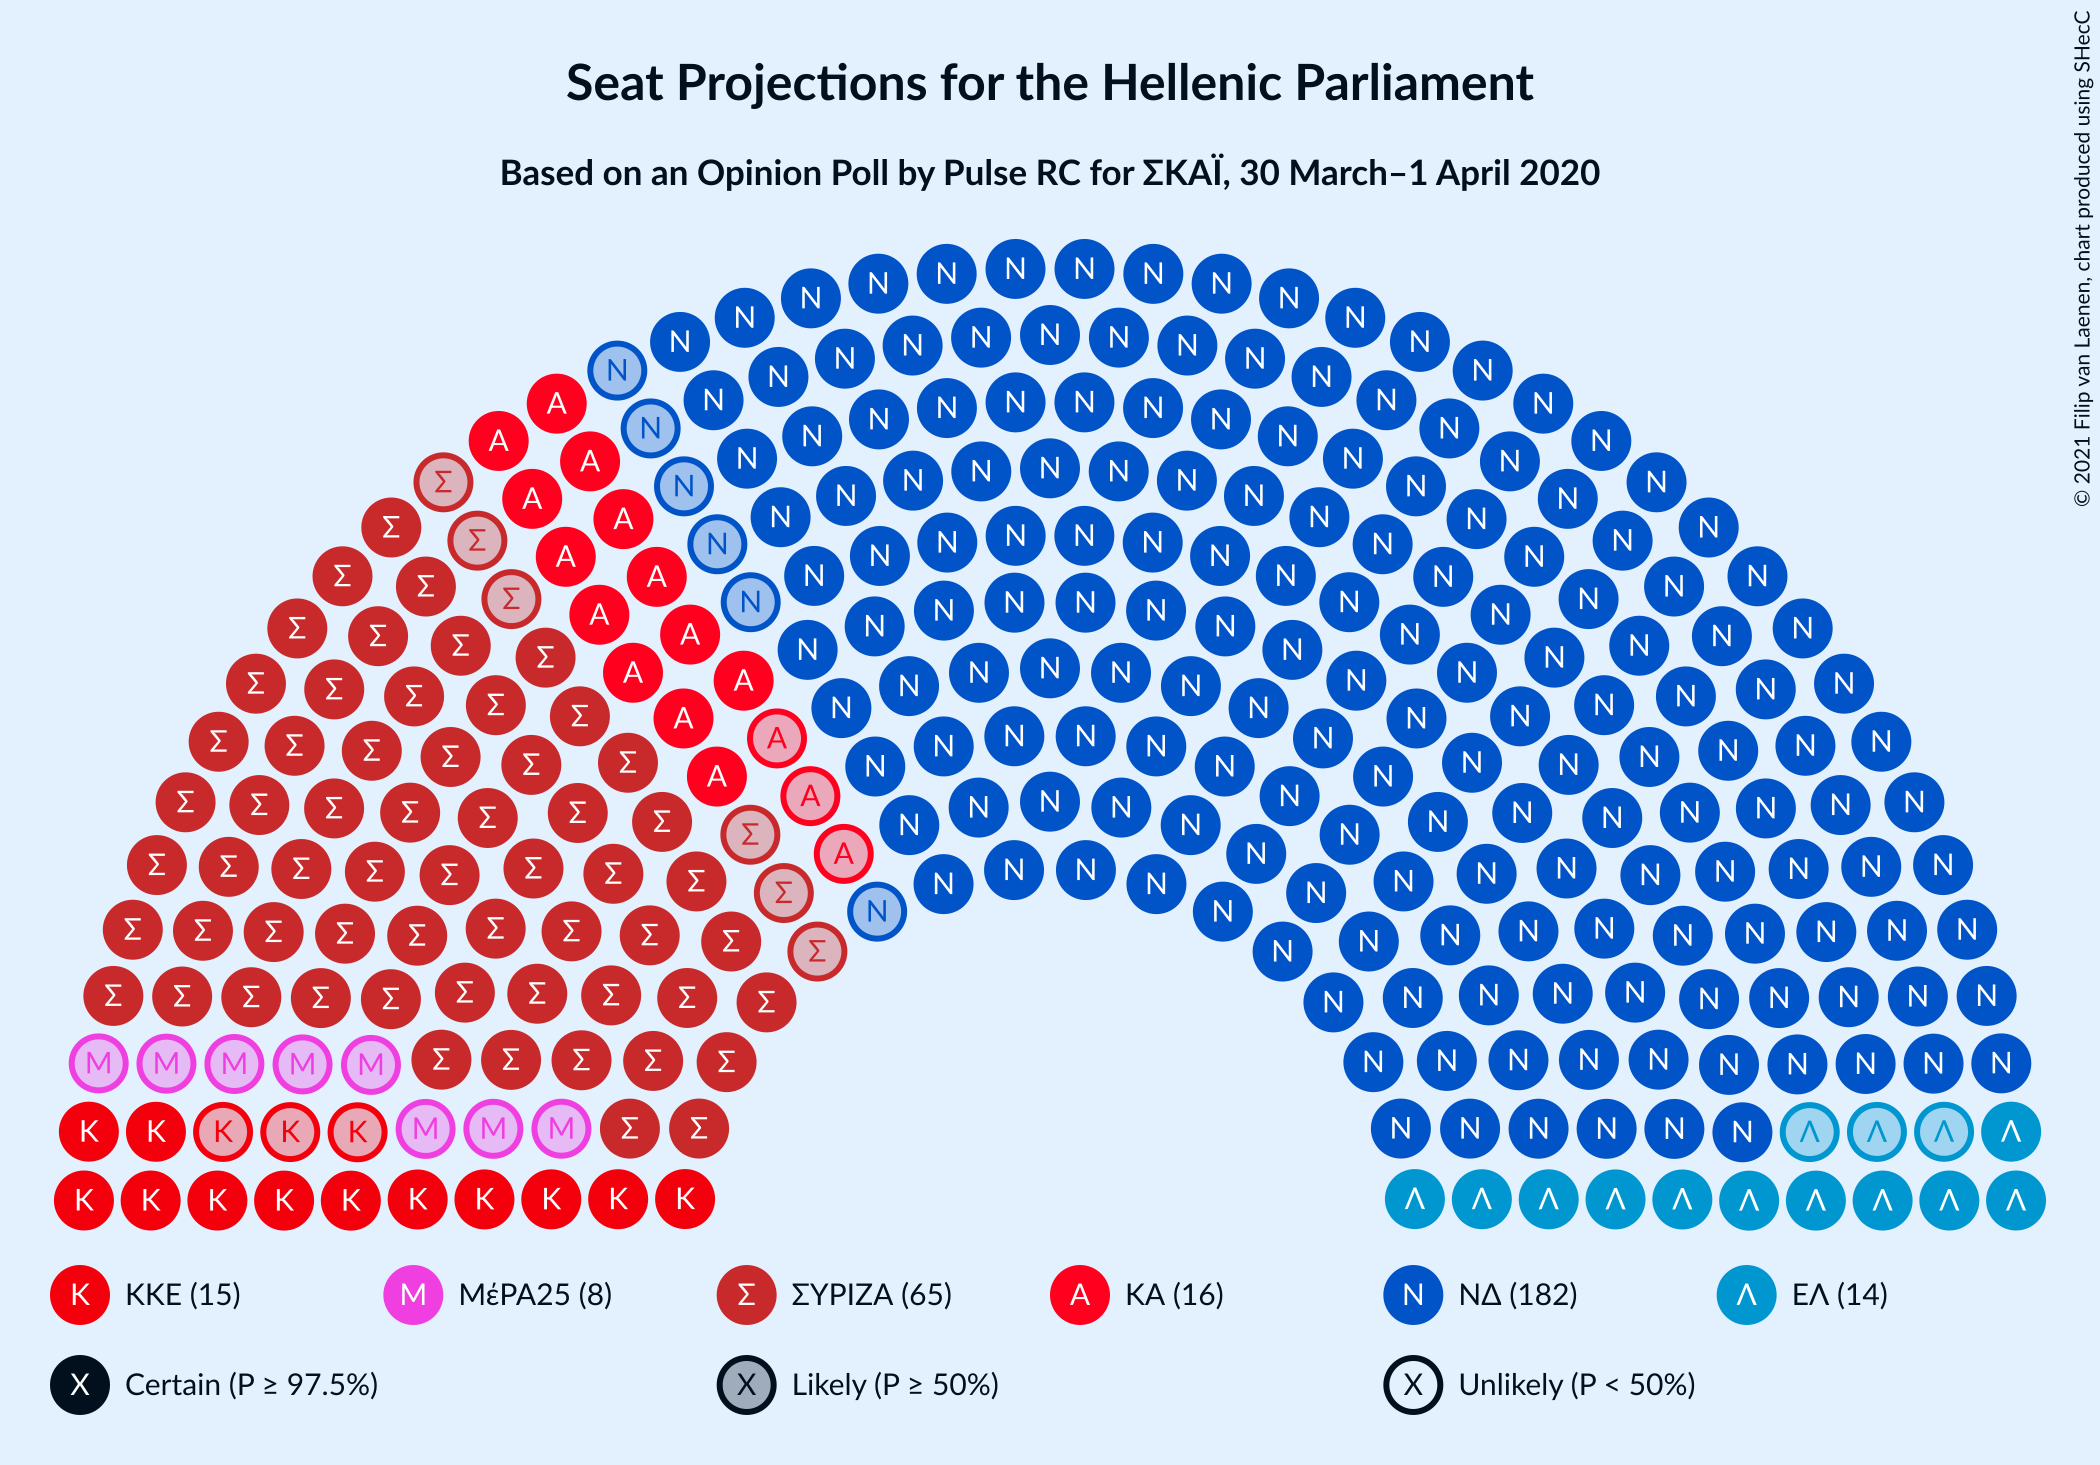 Seat Projections for the Hellenic Parliament
Based on an Opinion Poll by Pulse RC for ΣΚΑΪ, 30 March–1 April 2020
© 2021 Filip van Laenen, chart produced using SHecC
K ΚΚΕ (15) M ΜέΡΑ25 (8) Σ ΣΥΡΙΖΑ (65) A ΚΑ (16) N ΝΔ (182) Λ ΕΛ (14)
X Certain (P ≥ 97.5%) X Likely (P ≥ 50%) X Unlikely (P < 50%)